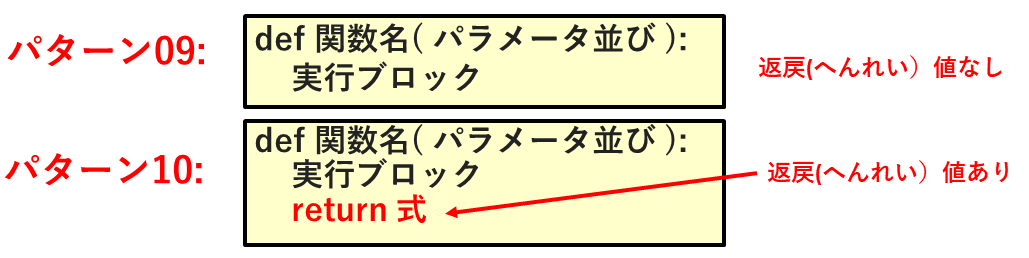 パターン09:
def 関数名( パラメータ並び ):
実行ブロック
返戻(へんれい）値なし
パターン10:
def 関数名( パラメータ並び ):
実行ブロック
return 式
返戻(へんれい）値あり